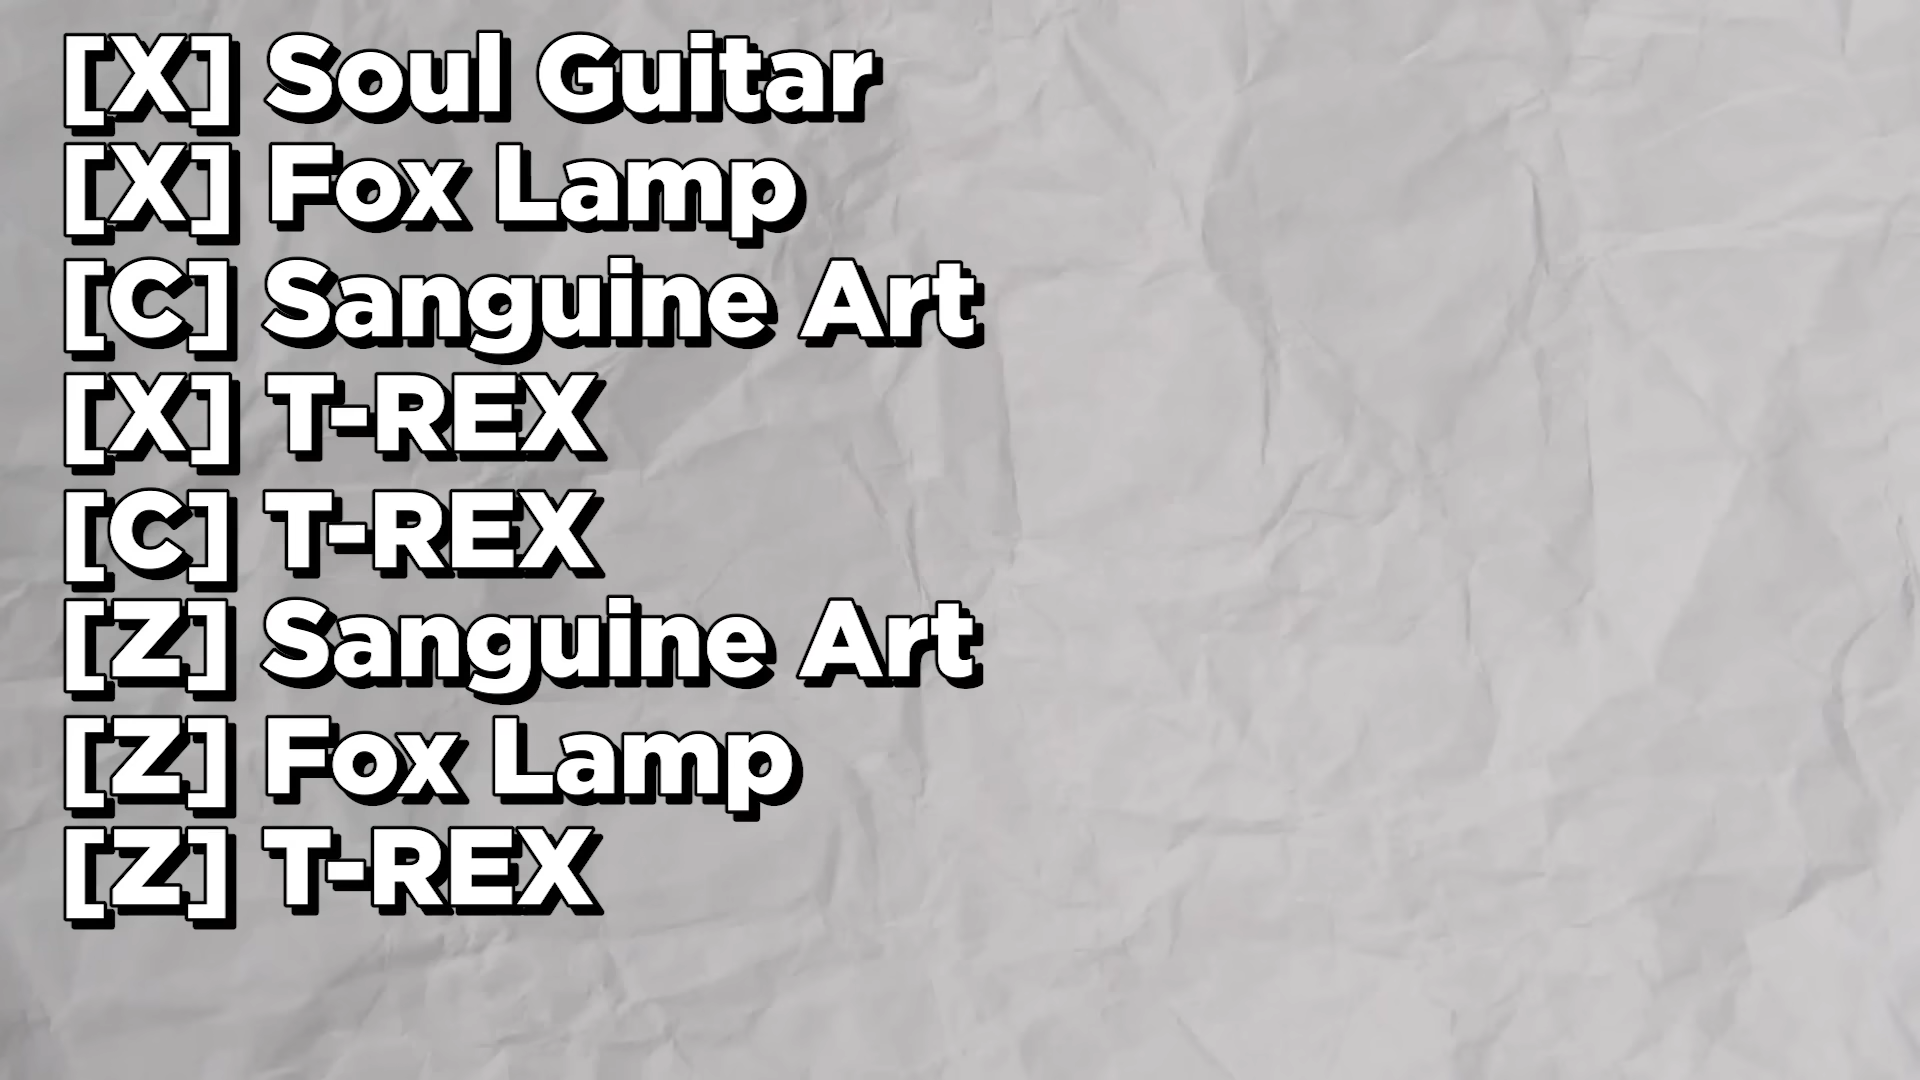 [X] Soul Guitar
[X] Fox Lamp
[C] Sanguine Art
[X] T-REX
[C] T-REX
[Z] Sanguine Art
[Z] Fox Lamp
[Z] T-REX